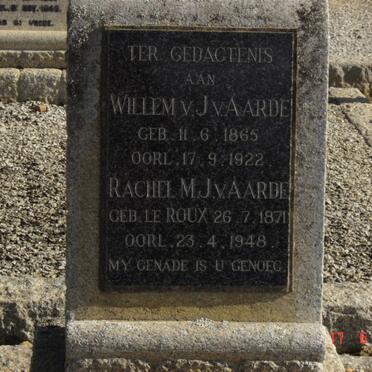 TER GEDACTENIS
AAN
WILLEM V. J V. AARDE
GEB. 11. 6. 1865
OORL. 17. 9. 1922.
RACHEL M. J V. AARDE
GEB. LE ROUX 26. 7. 1871
OORL. 23. 4. 1948.
MY GENADE IS U GENOEG.
17